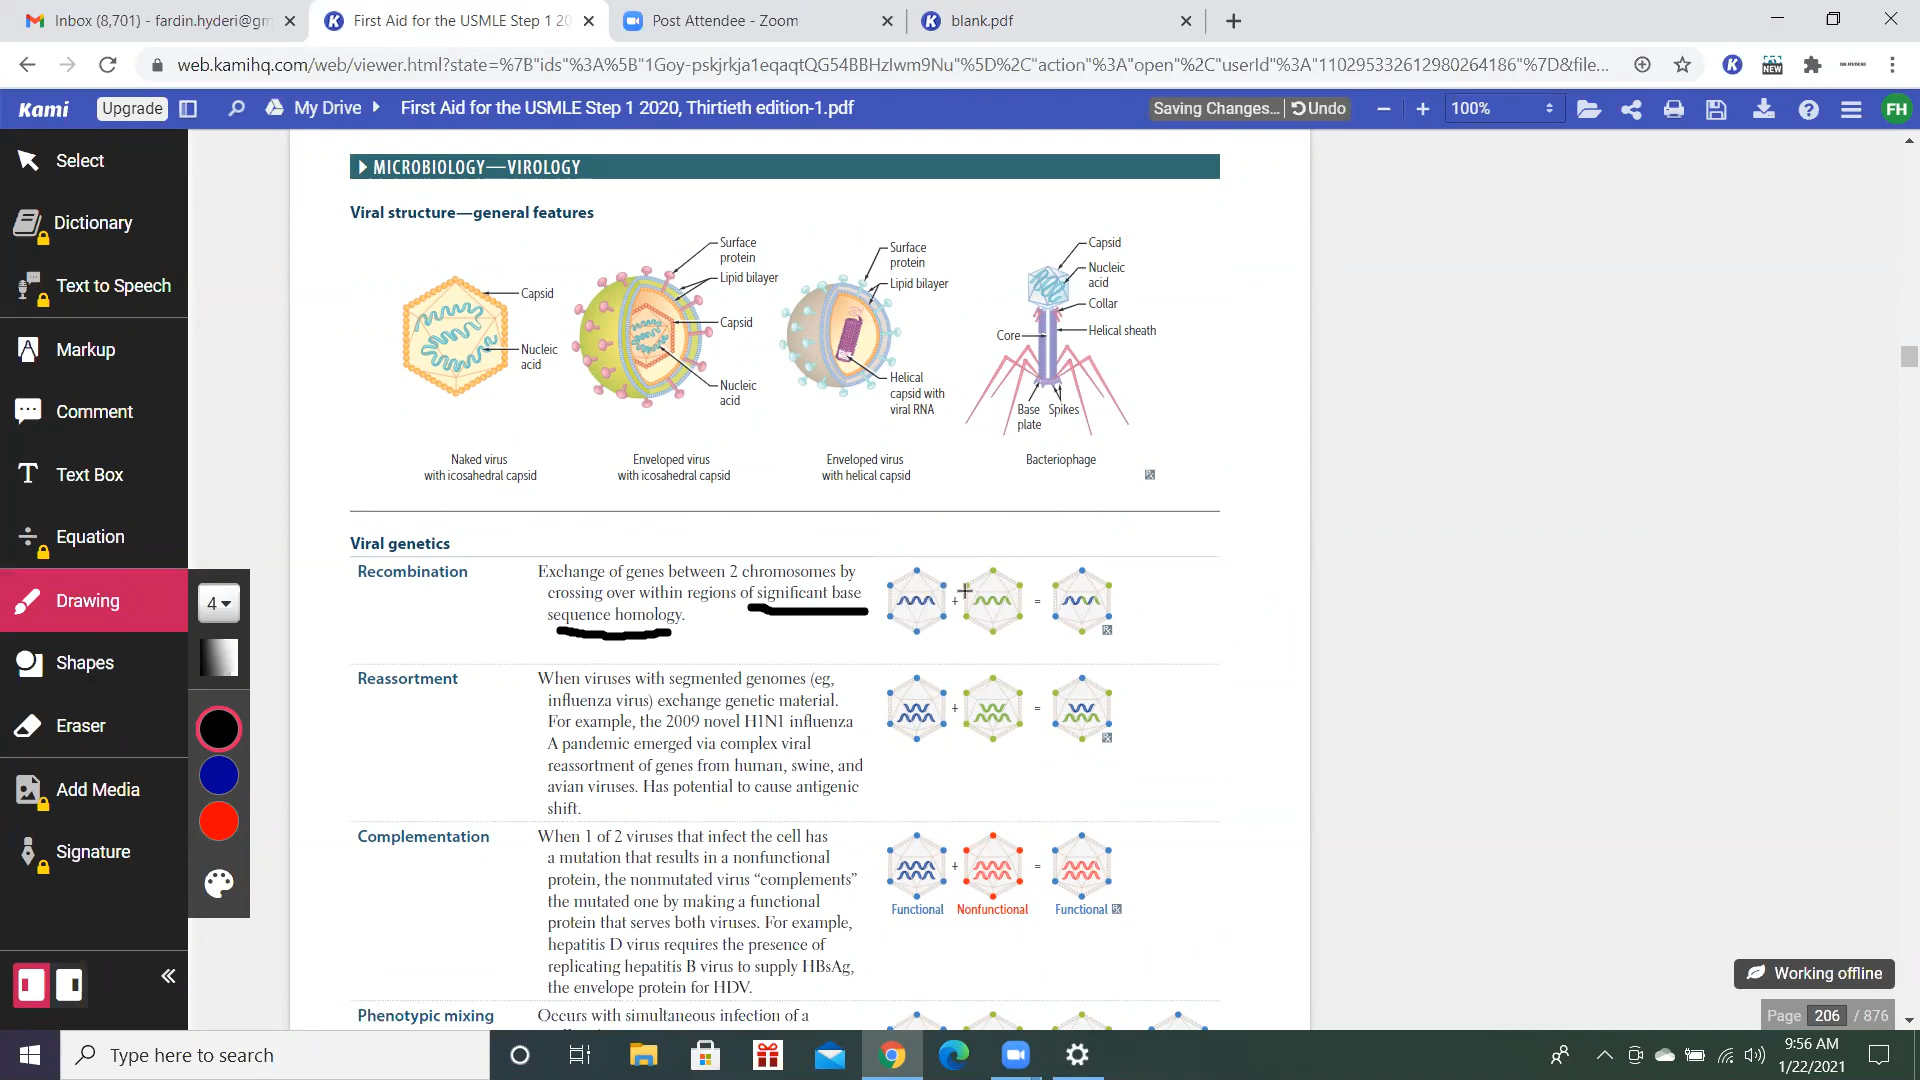 Inbox (8,701) - fardin.hyderi@gm
First Aid for the USMLE Step 1 20
Post Attendee - Zoom
blank.pdf
web.kamihq.com/web/viewer.html?state=%7B"ids"%3A%5B"1Goy-pskjrkja1eqaqtQG54BBHzIwm9Nu"%5D%2C"action"%3A"open"%2C"userId"%3A"110295332612980264186"%7D&file...
NEW
Kami
Upgrade
My Drive
First Aid for the USMLE Step 1 2020, Thirtieth edition-1.pdf
Saving Changes...
Undo
100%
FH
Select
Dictionary
Text to Speech
Markup
Comment
Text Box
Equation
Drawing
Shapes
Eraser
Add Media
Signature
4
MICROBIOLOGY—VIROLOGY
Viral structure—general features
Capsid
Nucleic
acid
Naked virus
with icosahedral capsid
Surface
protein
Lipid bilayer
Capsid
Nucleic
acid
Enveloped virus
with icosahedral capsid
Surface
protein
Lipid bilayer
Helical
capsid with
viral RNA
Enveloped virus
with helical capsid
Capsid
Nucleic
acid
Collar
Helical sheath
Core
Base
plate
Spikes
Bacteriophage
Viral genetics
Recombination
Exchange of genes between 2 chromosomes by
crossing over within regions of significant base
sequence homology.
+
=
Reassortment
When viruses with segmented genomes (eg,
influenza virus) exchange genetic material.
For example, the 2009 novel H1N1 influenza
A pandemic emerged via complex viral
reassortment of genes from human, swine, and
avian viruses. Has potential to cause antigenic
shift.
+
=
Complementation
When 1 of 2 viruses that infect the cell has
a mutation that results in a nonfunctional
protein, the nonmutated virus “complements”
the mutated one by making a functional
protein that serves both viruses. For example,
hepatitis D virus requires the presence of
replicating hepatitis B virus to supply HBsAg,
the envelope protein for HDV.
+
=
Functional
Nonfunctional
Functional
Phenotypic mixing
Occurs with simultaneous infection of a
Working offline
Page 206 / 876
Type here to search
9:56 AM
1/22/2021